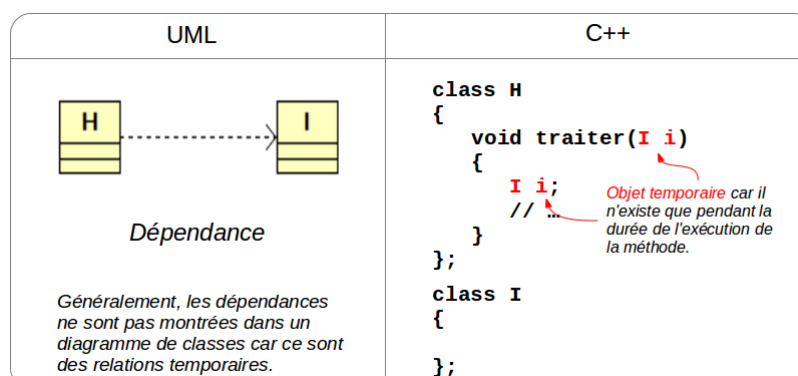 UML
H
I
Dépendance
Généralement, les dépendances
ne sont pas montrées dans un
diagramme de classes car ce sont
des relations temporaires.
C++
class H
{
void traiter(I i)
{
I i;
// …
}
};
Objet temporaire car il
n'existe que pendant la
durée de l'exécution de
la méthode.
class I
{
};